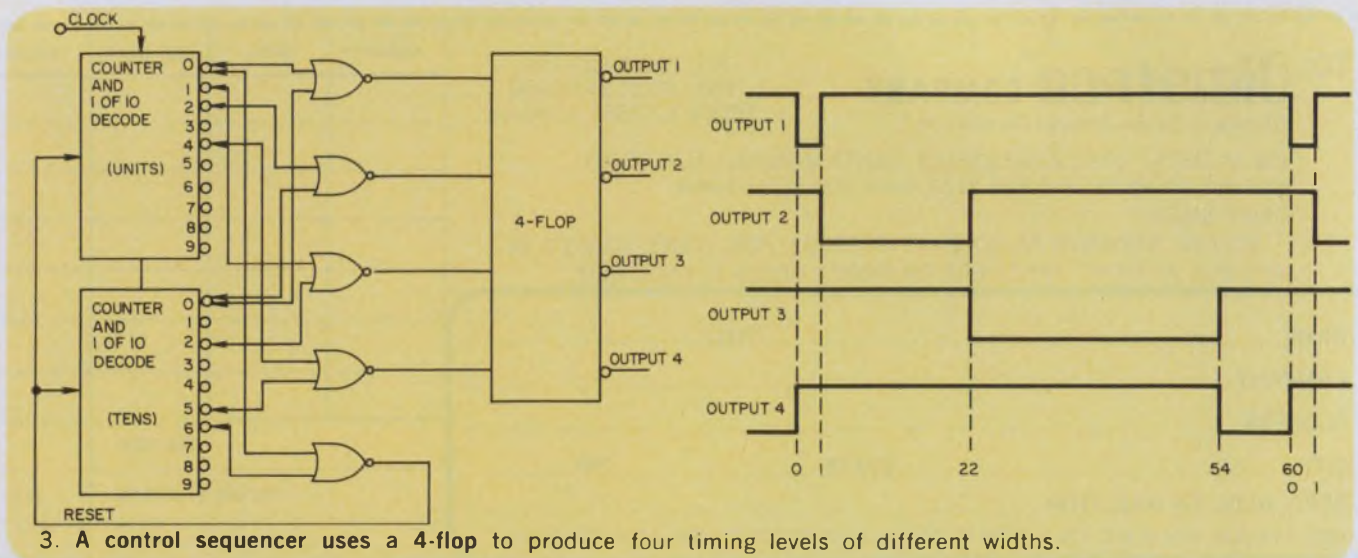 CLOCK
COUNTER
AND
1 OF 10
DECODE
(UNITS)
0
1
2
3
4
5
6
7
8
9
COUNTER
AND
1 OF 10
DECODE
(TENS)
0
1
2
3
4
5
6
7
8
9
RESET
4-FLOP
OUTPUT 1
OUTPUT 2
OUTPUT 3
OUTPUT 4
OUTPUT 1
OUTPUT 2
OUTPUT 3
OUTPUT 4
0 22 54 60
0 1
3. A control sequencer uses a 4-flop to produce four timing levels of different widths.